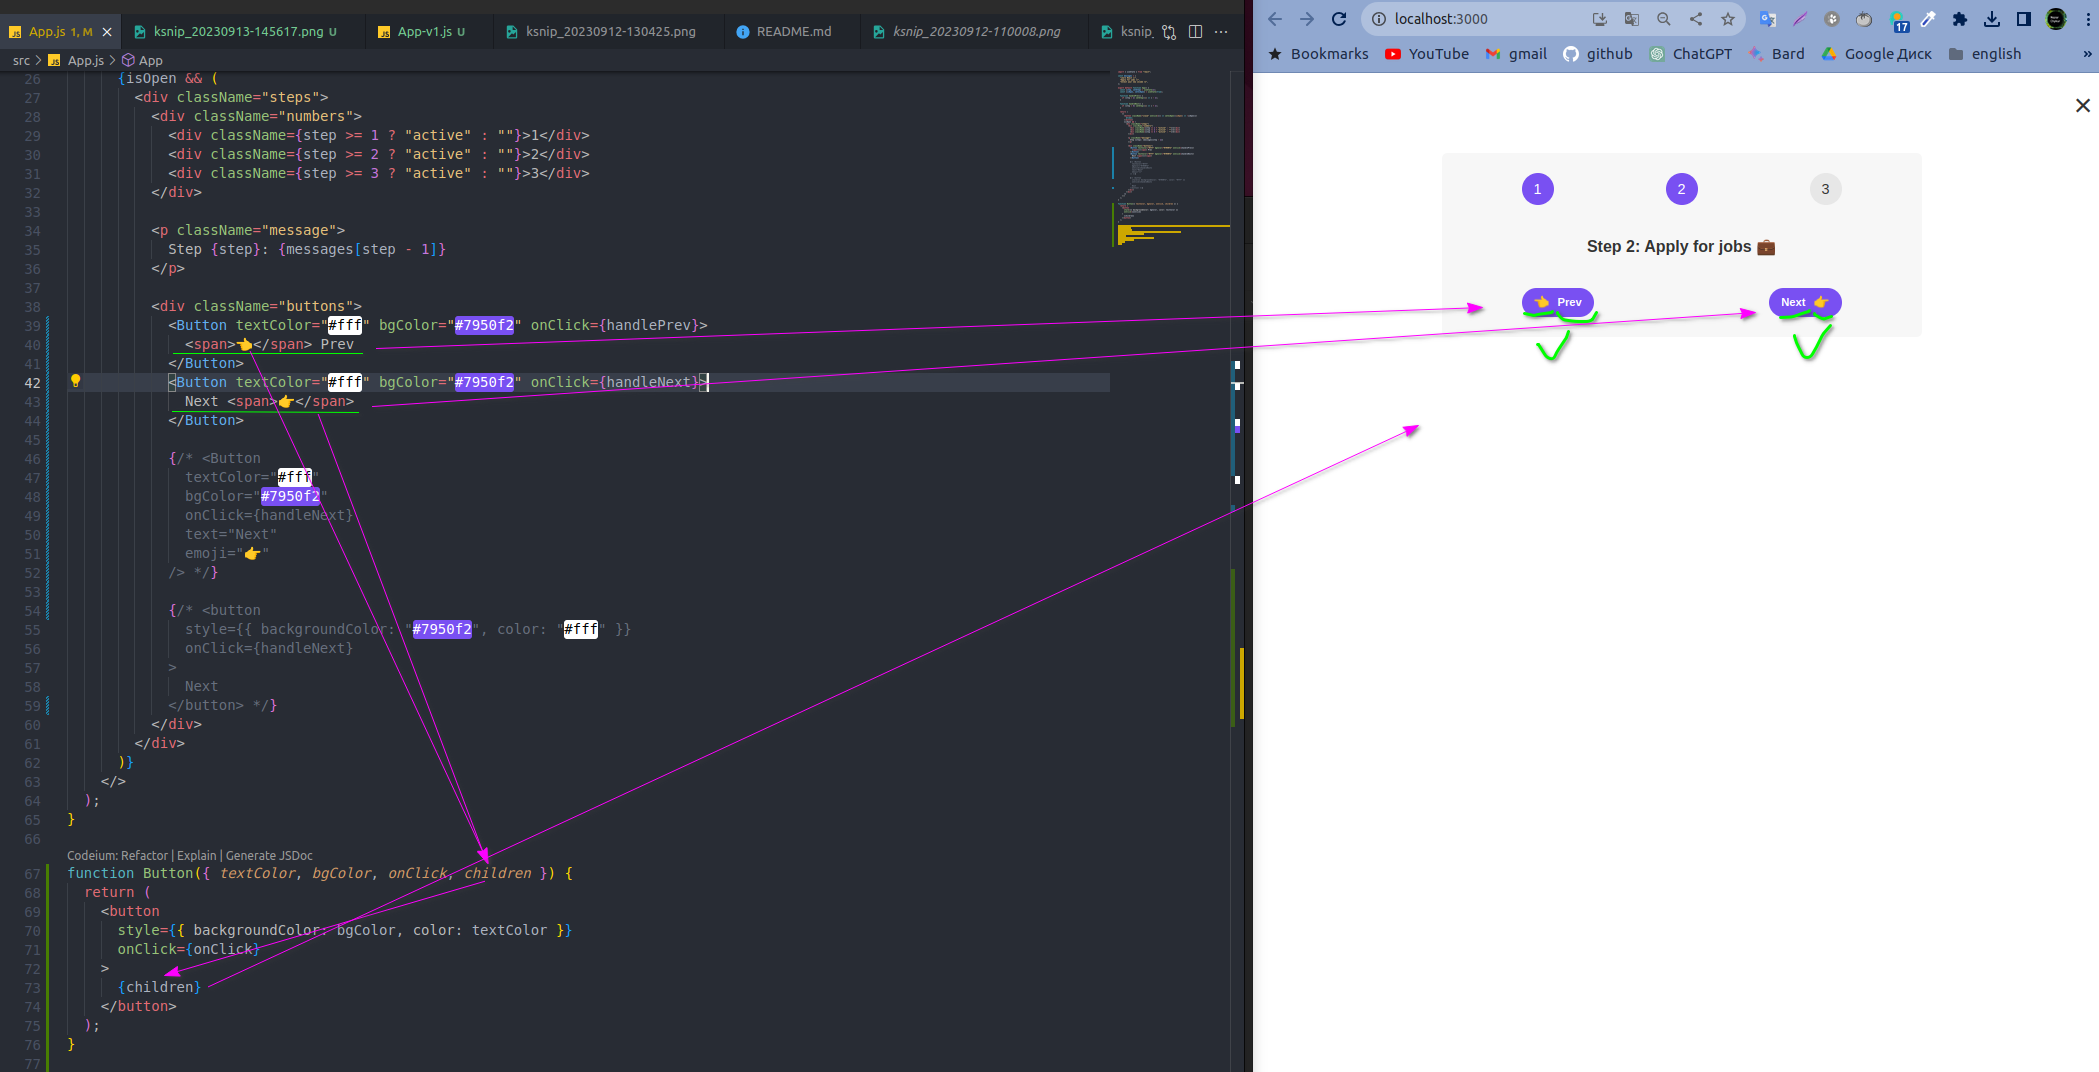 App.js 1, M
ksnip_20230913-145617.png U
App-v1.js U
ksnip_20230912-130425.png
README.md
ksnip_20230912-110008.png
ksnip_
src > App.js > App
26 {isOpen && (
27 <div className="steps">
28 <div className="numbers">
29 <div className={step >= 1 ? "active" : ""}>1</div>
30 <div className={step >= 2 ? "active" : ""}>2</div>
31 <div className={step >= 3 ? "active" : ""}>3</div>
32 </div>
33
34 <p className="message">
35 Step {step}: {messages[step - 1]}
36 </p>
37
38 <div className="buttons">
39 <Button textColor="#fff" bgColor="#7950f2" onClick={handlePrev}>
40 <span>👈</span> Prev
41 </Button>
42 <Button textColor="#fff" bgColor="#7950f2" onClick={handleNext}>
43 Next <span>👉</span>
44 </Button>
45
46 {/* <Button
47 textColor="#fff"
48 bgColor="#7950f2"
49 onClick={handleNext}
50 text="Next"
51 emoji="👉"
52 /> */}
53
54 {/* <button
55 style={{ backgroundColor: "#7950f2", color: "#fff" }}
56 onClick={handleNext}
57 >
58 Next
59 </button> */}
60 </div>
61 </div>
62 )}
63 </>
64 );
65 }
66
Codeium: Refactor | Explain | Generate JSDoc
67 function Button({ textColor, bgColor, onClick, children }) {
68 return (
69 <button
70 style={{ backgroundColor: bgColor, color: textColor }}
71 onClick={onClick}
72 >
73 {children}
74 </button>
75 );
76 }
77
localhost:3000
17
Bookmarks YouTube gmail github ChatGPT Bard Google Диск english »
1 2 3
Step 2: Apply for jobs 💼
👈 Prev
Next 👉